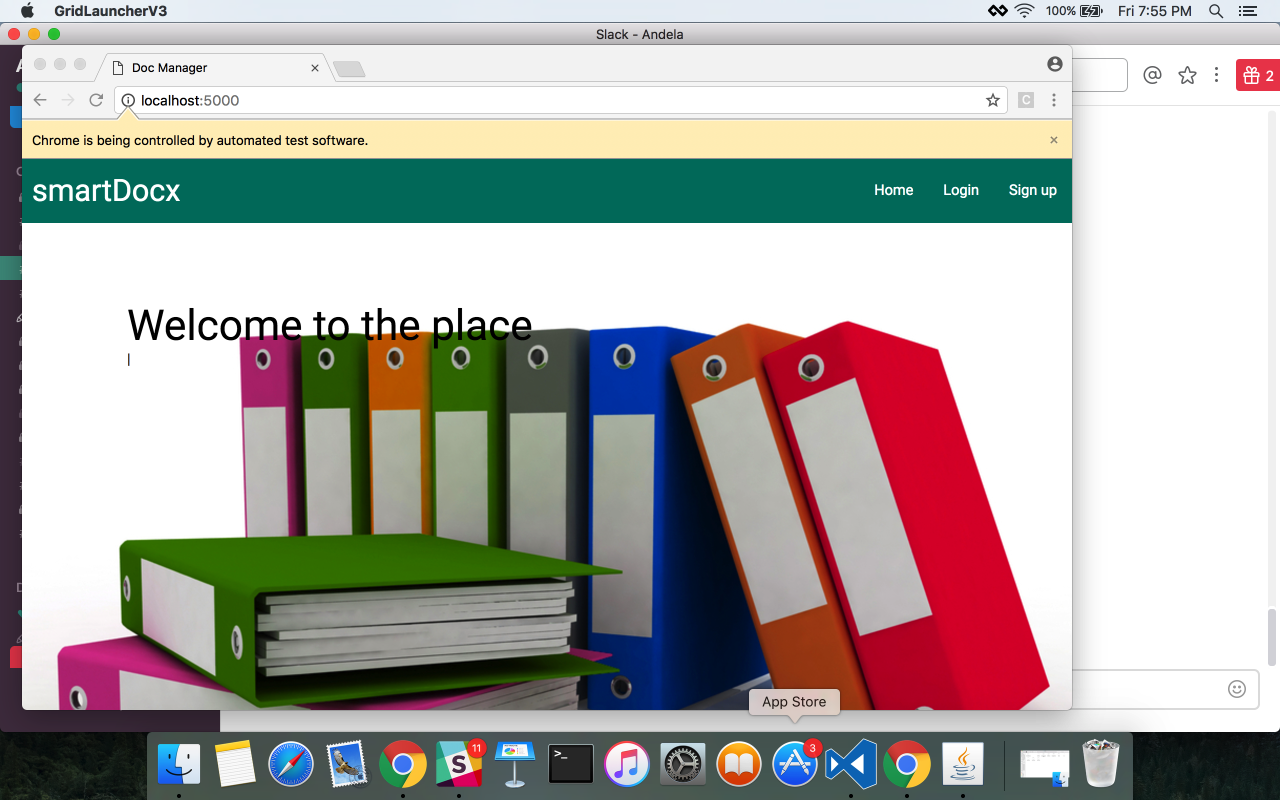 GridLauncherV3
100%
Fri 7:55 PM
Slack - Andela
Doc Manager
localhost:5000
C
2
Chrome is being controlled by automated test software.
smartDocx
Home
Login
Sign up
Welcome to the place
App Store
11
S
>_
3